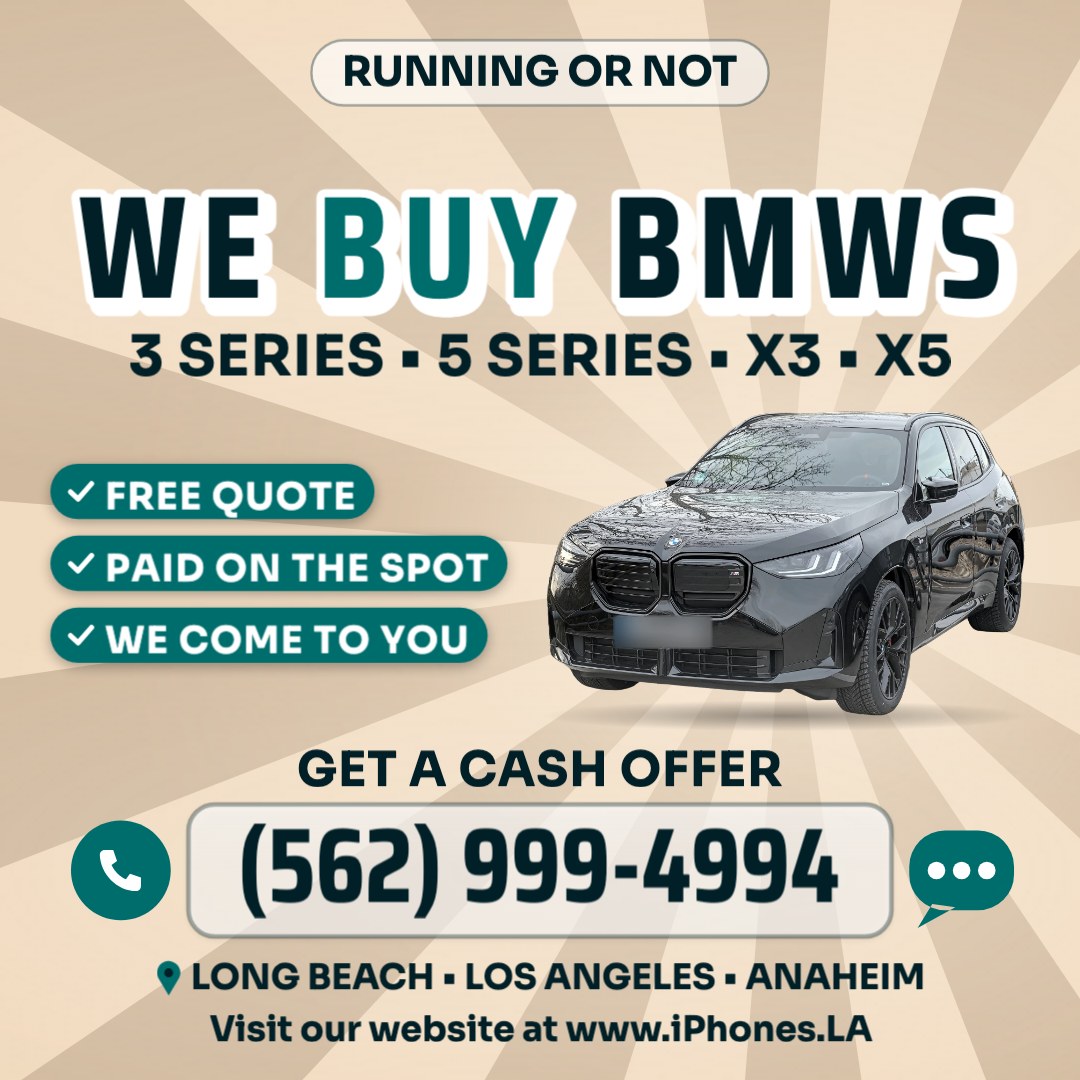 RUNNING OR NOT
WE BUY BMWS
3 SERIES ▪ 5 SERIES ▪ X3 ▪ X5
✓ FREE QUOTE
✓ PAID ON THE SPOT
✓ WE COME TO YOU
GET A CASH OFFER
(562) 999-4994
LONG BEACH ▪ LOS ANGELES ▪ ANAHEIM
Visit our website at www.iPhones.LA